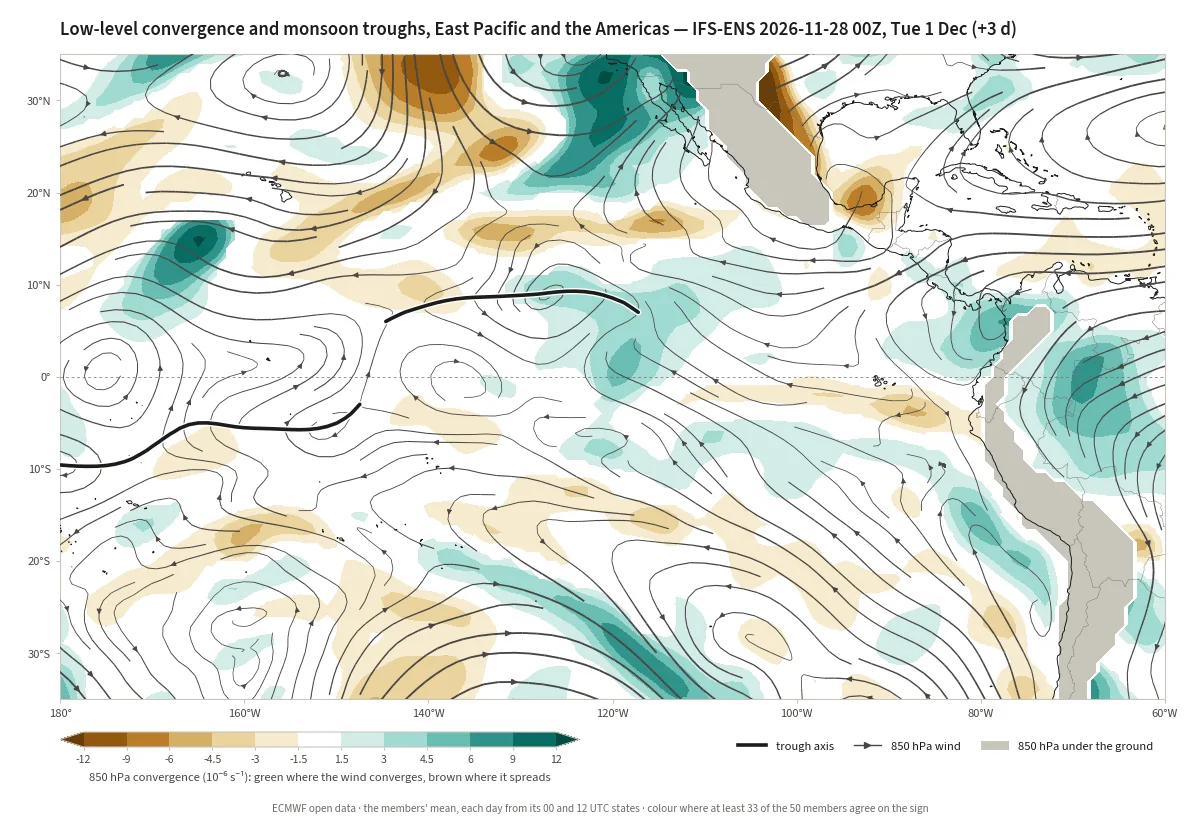 Low-level convergence and monsoon troughs, East Pacific and the Americas — IFS-ENS 2026-11-28 00Z, Tue 1 Dec (+3 d)
30°N
20°N
10°N
0°
10°S
20°S
30°S
180° 160°W 140°W 120°W 100°W 80°W 60°W
-12 -9 -6 -4.5 -3 -1.5 1.5 3 4.5 6 9 12
850 hPa convergence (10⁻⁶ s⁻¹): green where the wind converges, brown where it spreads
trough axis 850 hPa wind 850 hPa under the ground
ECMWF open data · the members' mean, each day from its 00 and 12 UTC states · colour where at least 33 of the 50 members agree on the sign